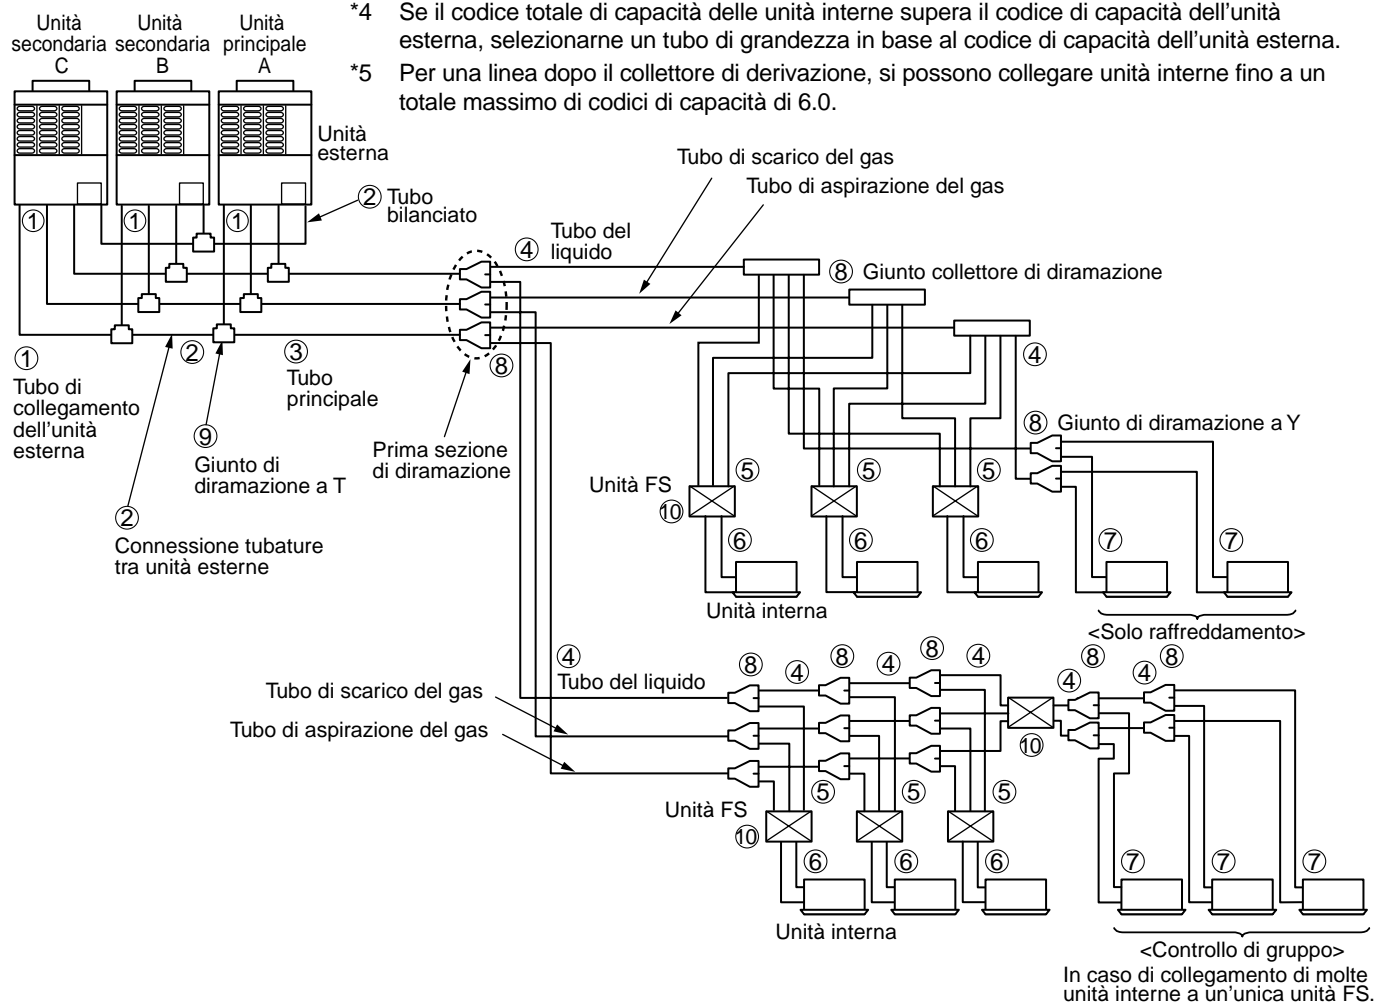 *4 Se il codice totale di capacità delle unità interne supera il codice di capacità dell'unità
esterna, selezionarne un tubo di grandezza in base al codice di capacità dell'unità esterna.
*5 Per una linea dopo il collettore di derivazione, si possono collegare unità interne fino a un
totale massimo di codici di capacità di 6.0.
Unità
secondaria
C
Unità
secondaria
B
Unità
principale
A
Unità
esterna
① ① ①
② Tubo
bilanciato
Tubo di scarico del gas
Tubo di aspirazione del gas
④ Tubo del
liquido
⑧ Giunto collettore di diramazione
①
Tubo di
collegamento
dell'unità
esterna
②
③
Tubo
principale
⑧
④
⑨
Giunto di
diramazione a T
Prima sezione
di diramazione
⑧ Giunto di diramazione a Y
②
Connessione tubature
tra unità esterne
Unità FS
⑩
⑤ ⑤ ⑤
⑥ ⑥ ⑥ ⑦ ⑦
Unità interna
<Solo raffreddamento>
④
Tubo del liquido
⑧ ④ ⑧ ④ ⑧ ④ ④ ⑧ ④ ⑧
Tubo di scarico del gas
Tubo di aspirazione del gas
⑩
Unità FS
⑩
⑤ ⑤ ⑤
⑥ ⑥ ⑥ ⑦ ⑦ ⑦
Unità interna
<Controllo di gruppo>
In caso di collegamento di molte
unità interne a un'unica unità FS.